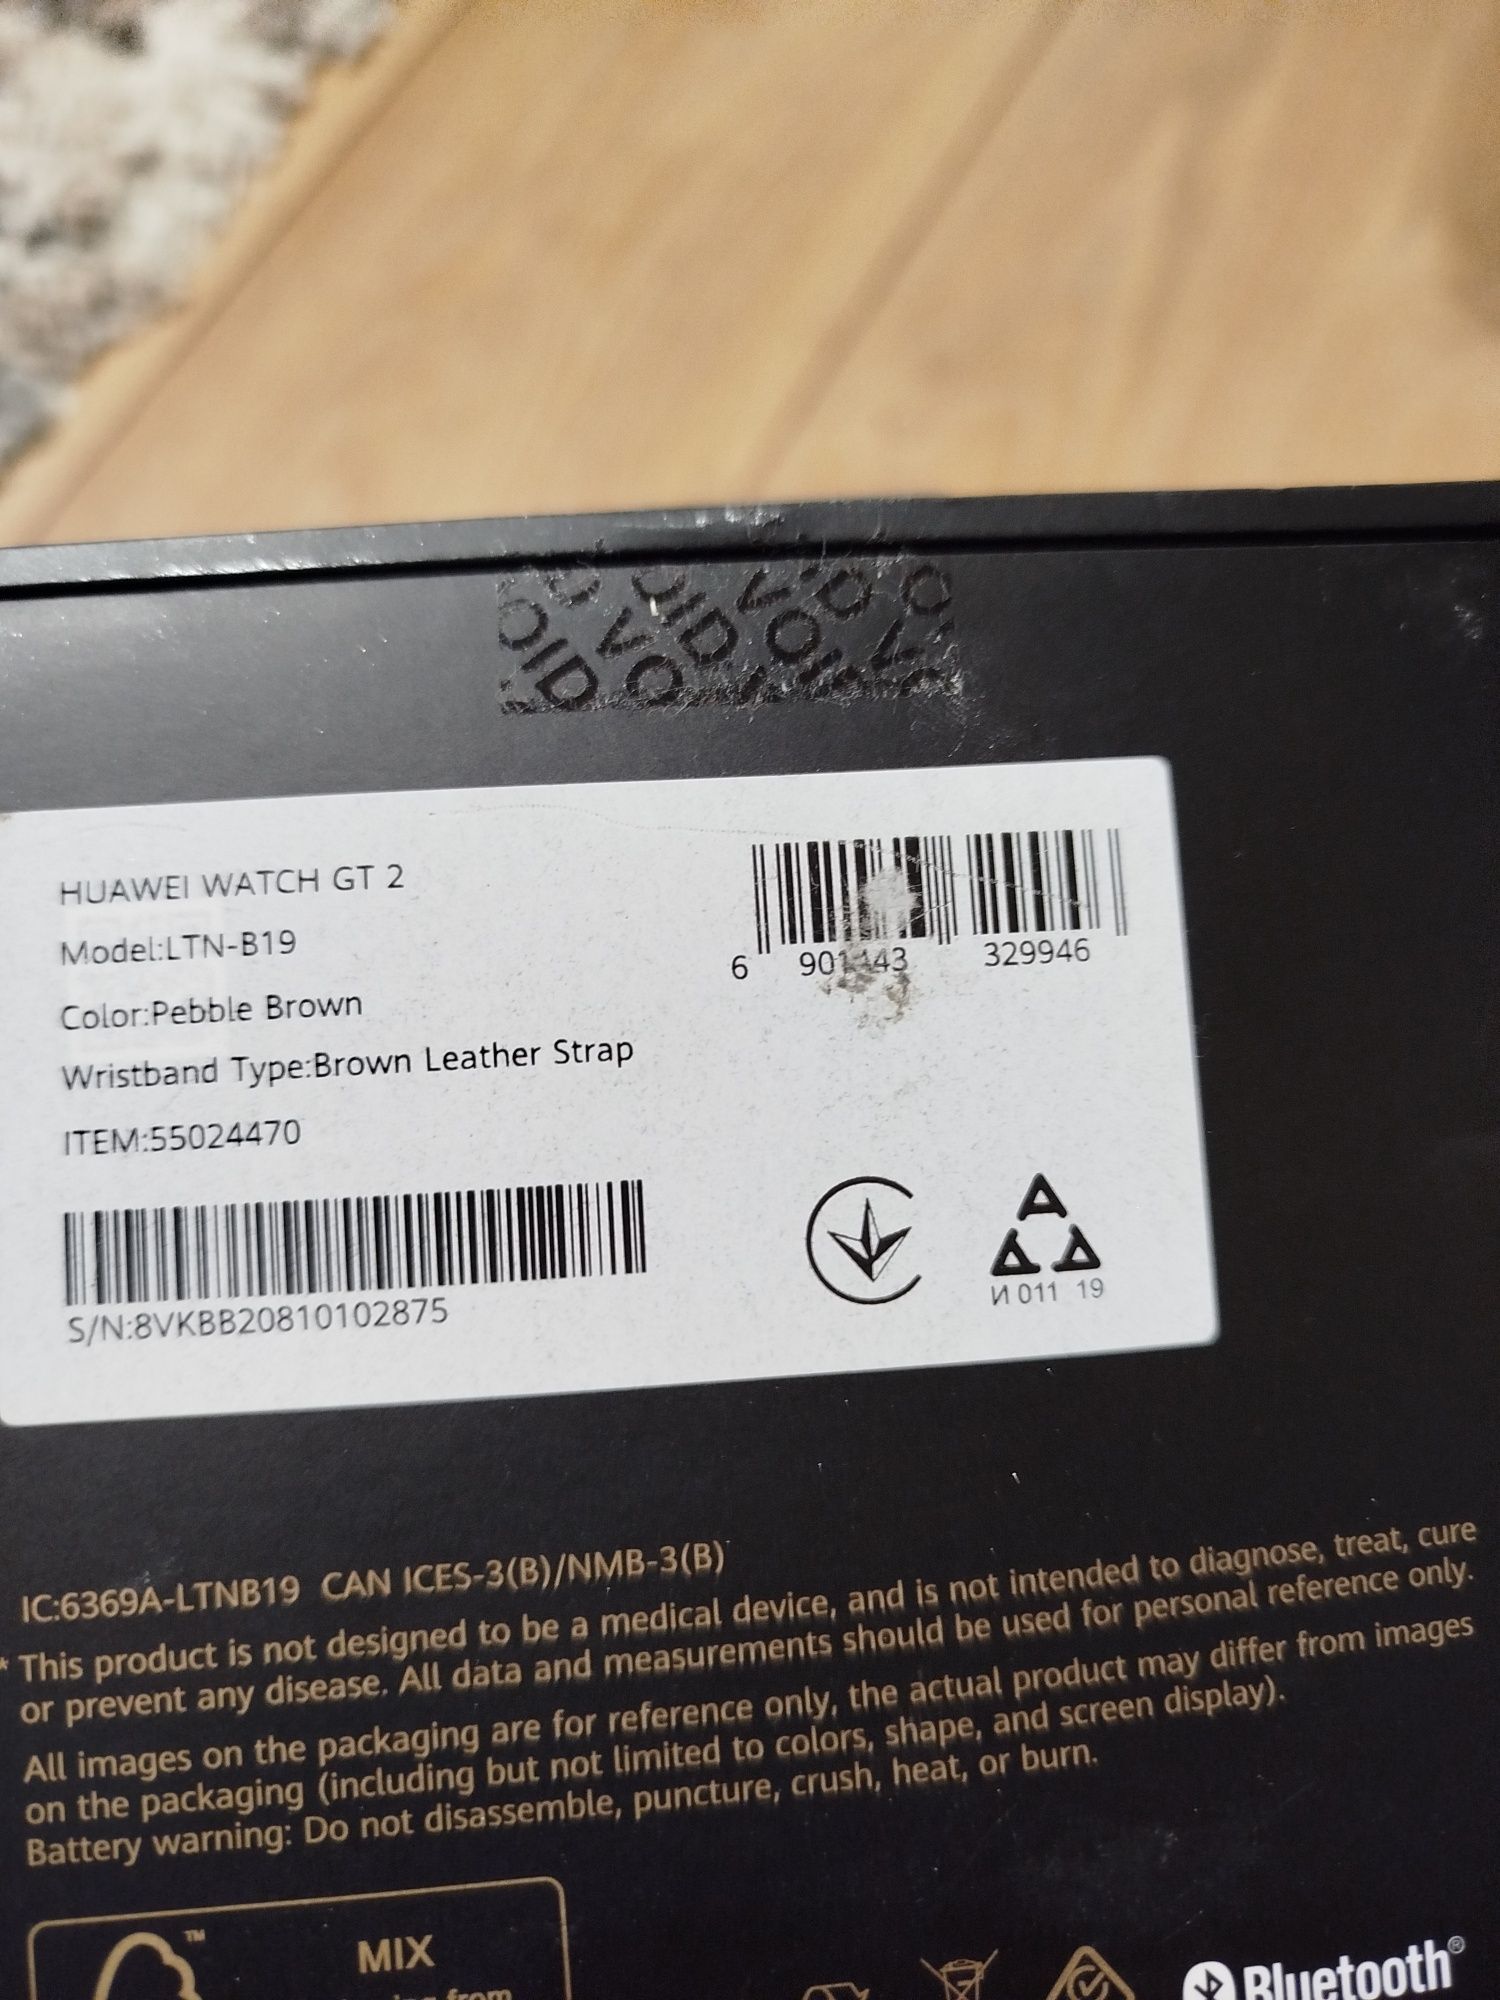 OID VOID VOID VO
HUAWEI WATCH GT 2
Model:LTN-B19
Color:Pebble Brown
Wristband Type:Brown Leather Strap
ITEM:55024470
S/N:8VKBB20810102875
6 329946
И 011 19
IC:6369A-LTNB19 CAN ICES-3(B)/NMB-3(B)
* This product is not designed to be a medical device, and is not intended to diagnose, treat, cure
or prevent any disease. All data and measurements should be used for personal reference only.
All images on the packaging are for reference only, the actual product may differ from images
on the packaging (including but not limited to colors, shape, and screen display).
Battery warning: Do not disassemble, puncture, crush, heat, or burn.
TM
MIX
from
Bluetooth®